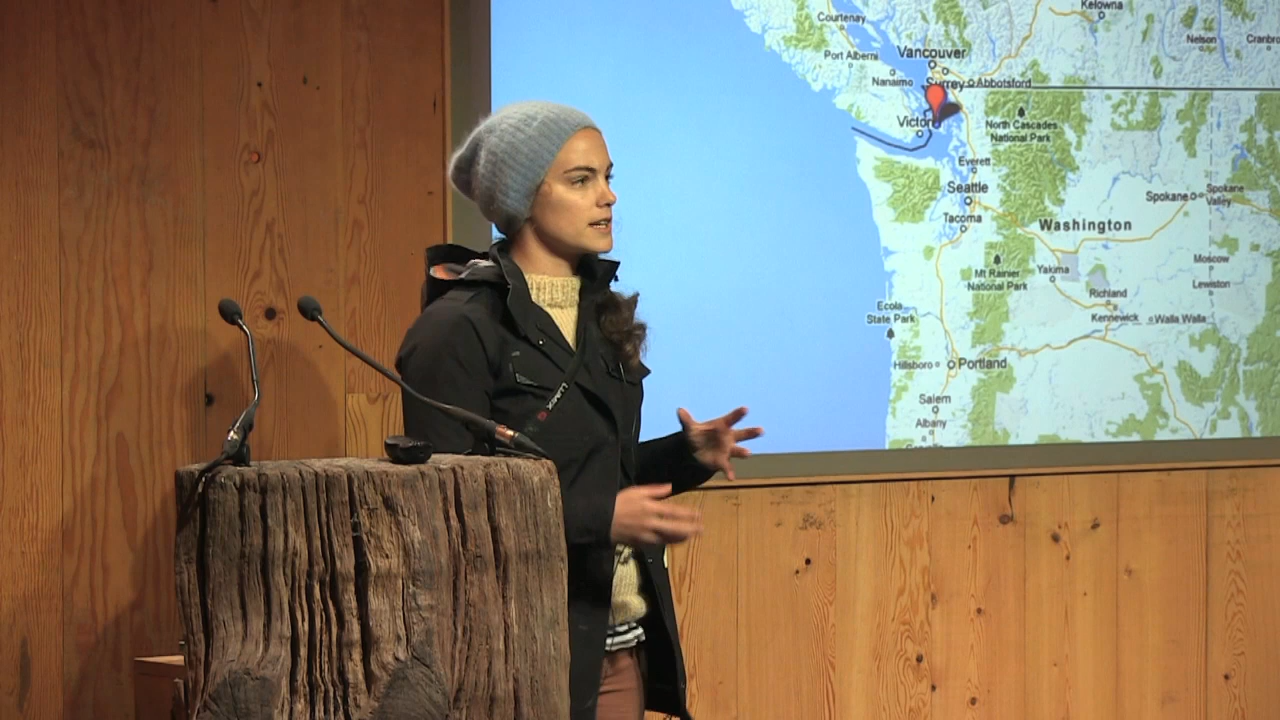 Kelowna
Courtenay
Nelson
Cranbro
Port Alberni
Vancouver
Nanaimo
Surrey
Abbotsford
Victori
North Cascades
National Park
Everett
Seattle
Spokane
Spokane
Valley
Tacoma
Washington
Mt Rainier
National Park
Yakima
Moscow
Lewiston
Richland
Ecola
State Park
Kennewick
Walla Walla
Hillsboro
Portland
Salem
Albany
LUMIX